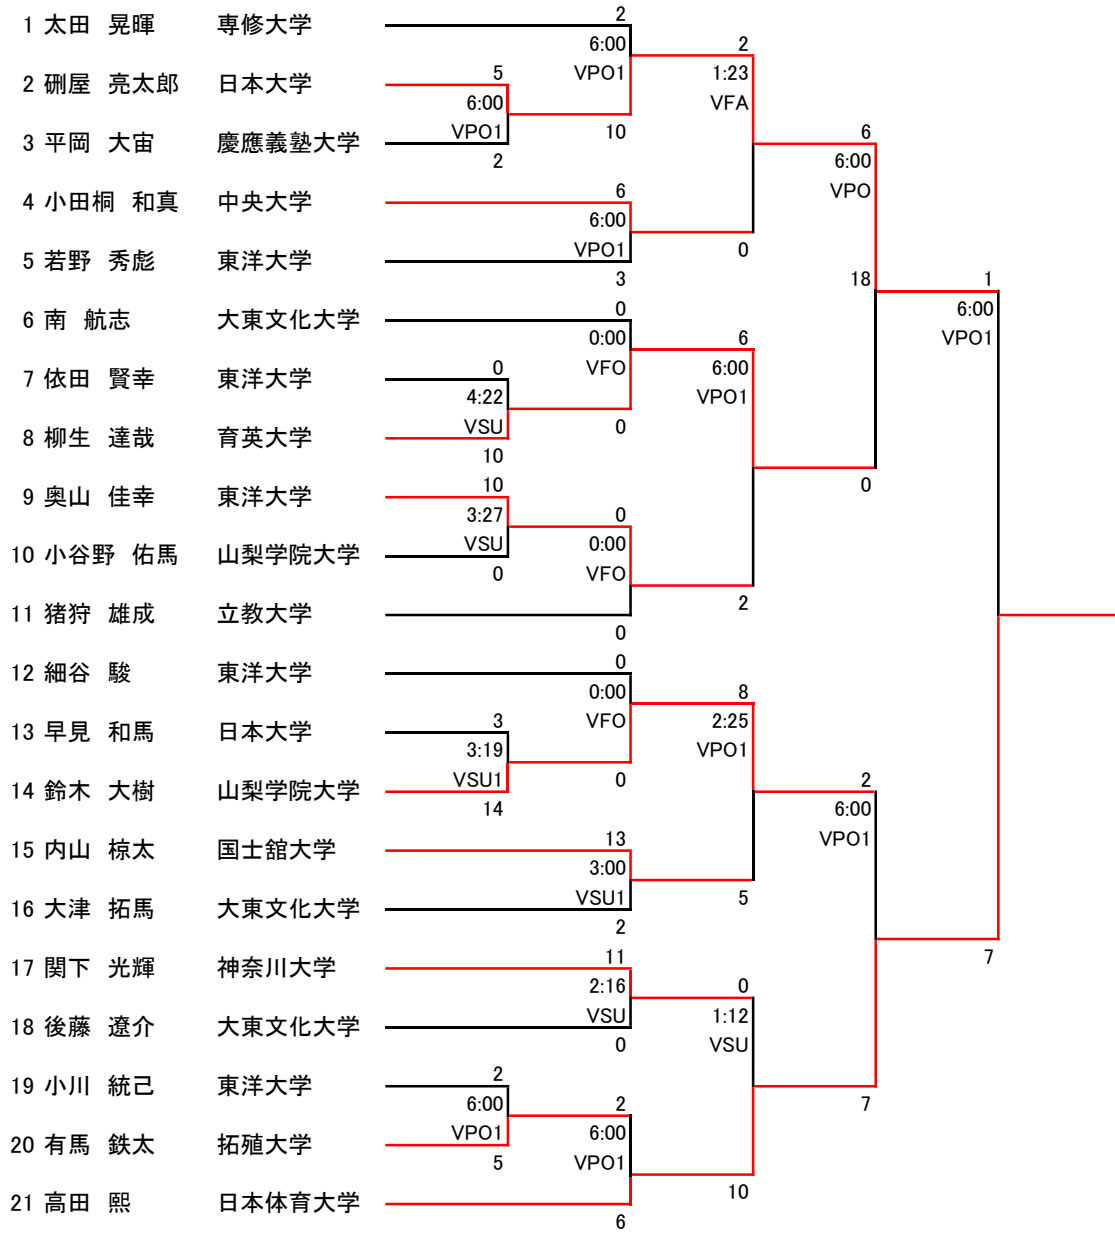 1 太田 晃暉 専修大学
2 硎屋 亮太郎 日本大学
3 平岡 大宙 慶應義塾大学
4 小田桐 和真 中央大学
5 若野 秀彪 東洋大学
6 南 航志 大東文化大学
7 依田 賢幸 東洋大学
8 柳生 達哉 育英大学
9 奥山 佳幸 東洋大学
10 小谷野 佑馬 山梨学院大学
11 猪狩 雄成 立教大学
12 細谷 駿 東洋大学
13 早見 和馬 日本大学
14 鈴木 大樹 山梨学院大学
15 内山 椋太 国士舘大学
16 大津 拓馬 大東文化大学
17 関下 光輝 神奈川大学
18 後藤 遼介 大東文化大学
19 小川 統己 東洋大学
20 有馬 鉄太 拓殖大学
21 高田 熙 日本体育大学
5
6:00
VPO1
2
0
4:22
VSU
10
10
3:27
VSU
0
3
3:19
VSU1
14
2
6:00
VPO1
5
2
6:00
VPO1
10
6
6:00
VPO1
3
0
0:00
VFO
0
0
0:00
VFO
0
0
0:00
VFO
0
13
3:00
VSU1
2
11
2:16
VSU
0
2
6:00
VPO1
6
2
1:23
VFA
0
6
6:00
VPO1
2
8
2:25
VPO1
5
0
1:12
VSU
10
6
6:00
VPO
18
0
2
6:00
VPO1
7
1
6:00
VPO1
7